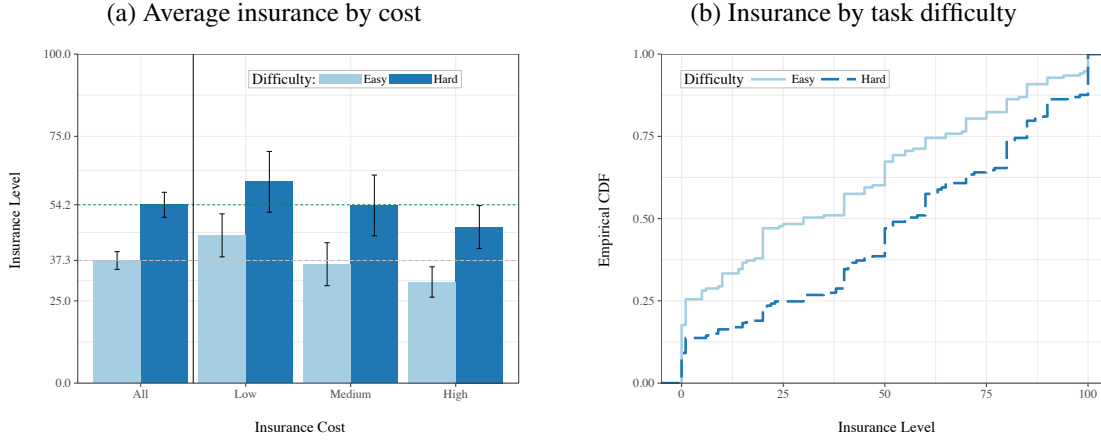 (a) Average insurance by cost
Difficulty: Easy Hard
100.0
75.0
54.2
37.3
25.0
0.0
Insurance Level
All Low Medium High
Insurance Cost
(b) Insurance by task difficulty
Difficulty Easy Hard
1.00
0.75
0.50
0.25
0.00
Empirical CDF
0 25 50 75 100
Insurance Level